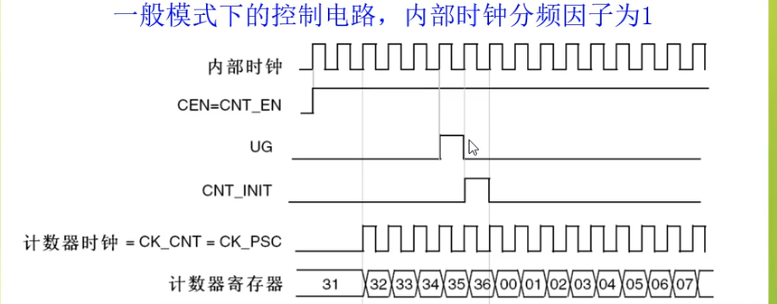 一般模式下的控制电路，内部时钟分频因子为1
内部时钟
CEN=CNT_EN
UG
CNT_INIT
计数器时钟 = CK_CNT = CK_PSC
计数器寄存器 31 32 33 34 35 36 00 01 02 03 04 05 06 07